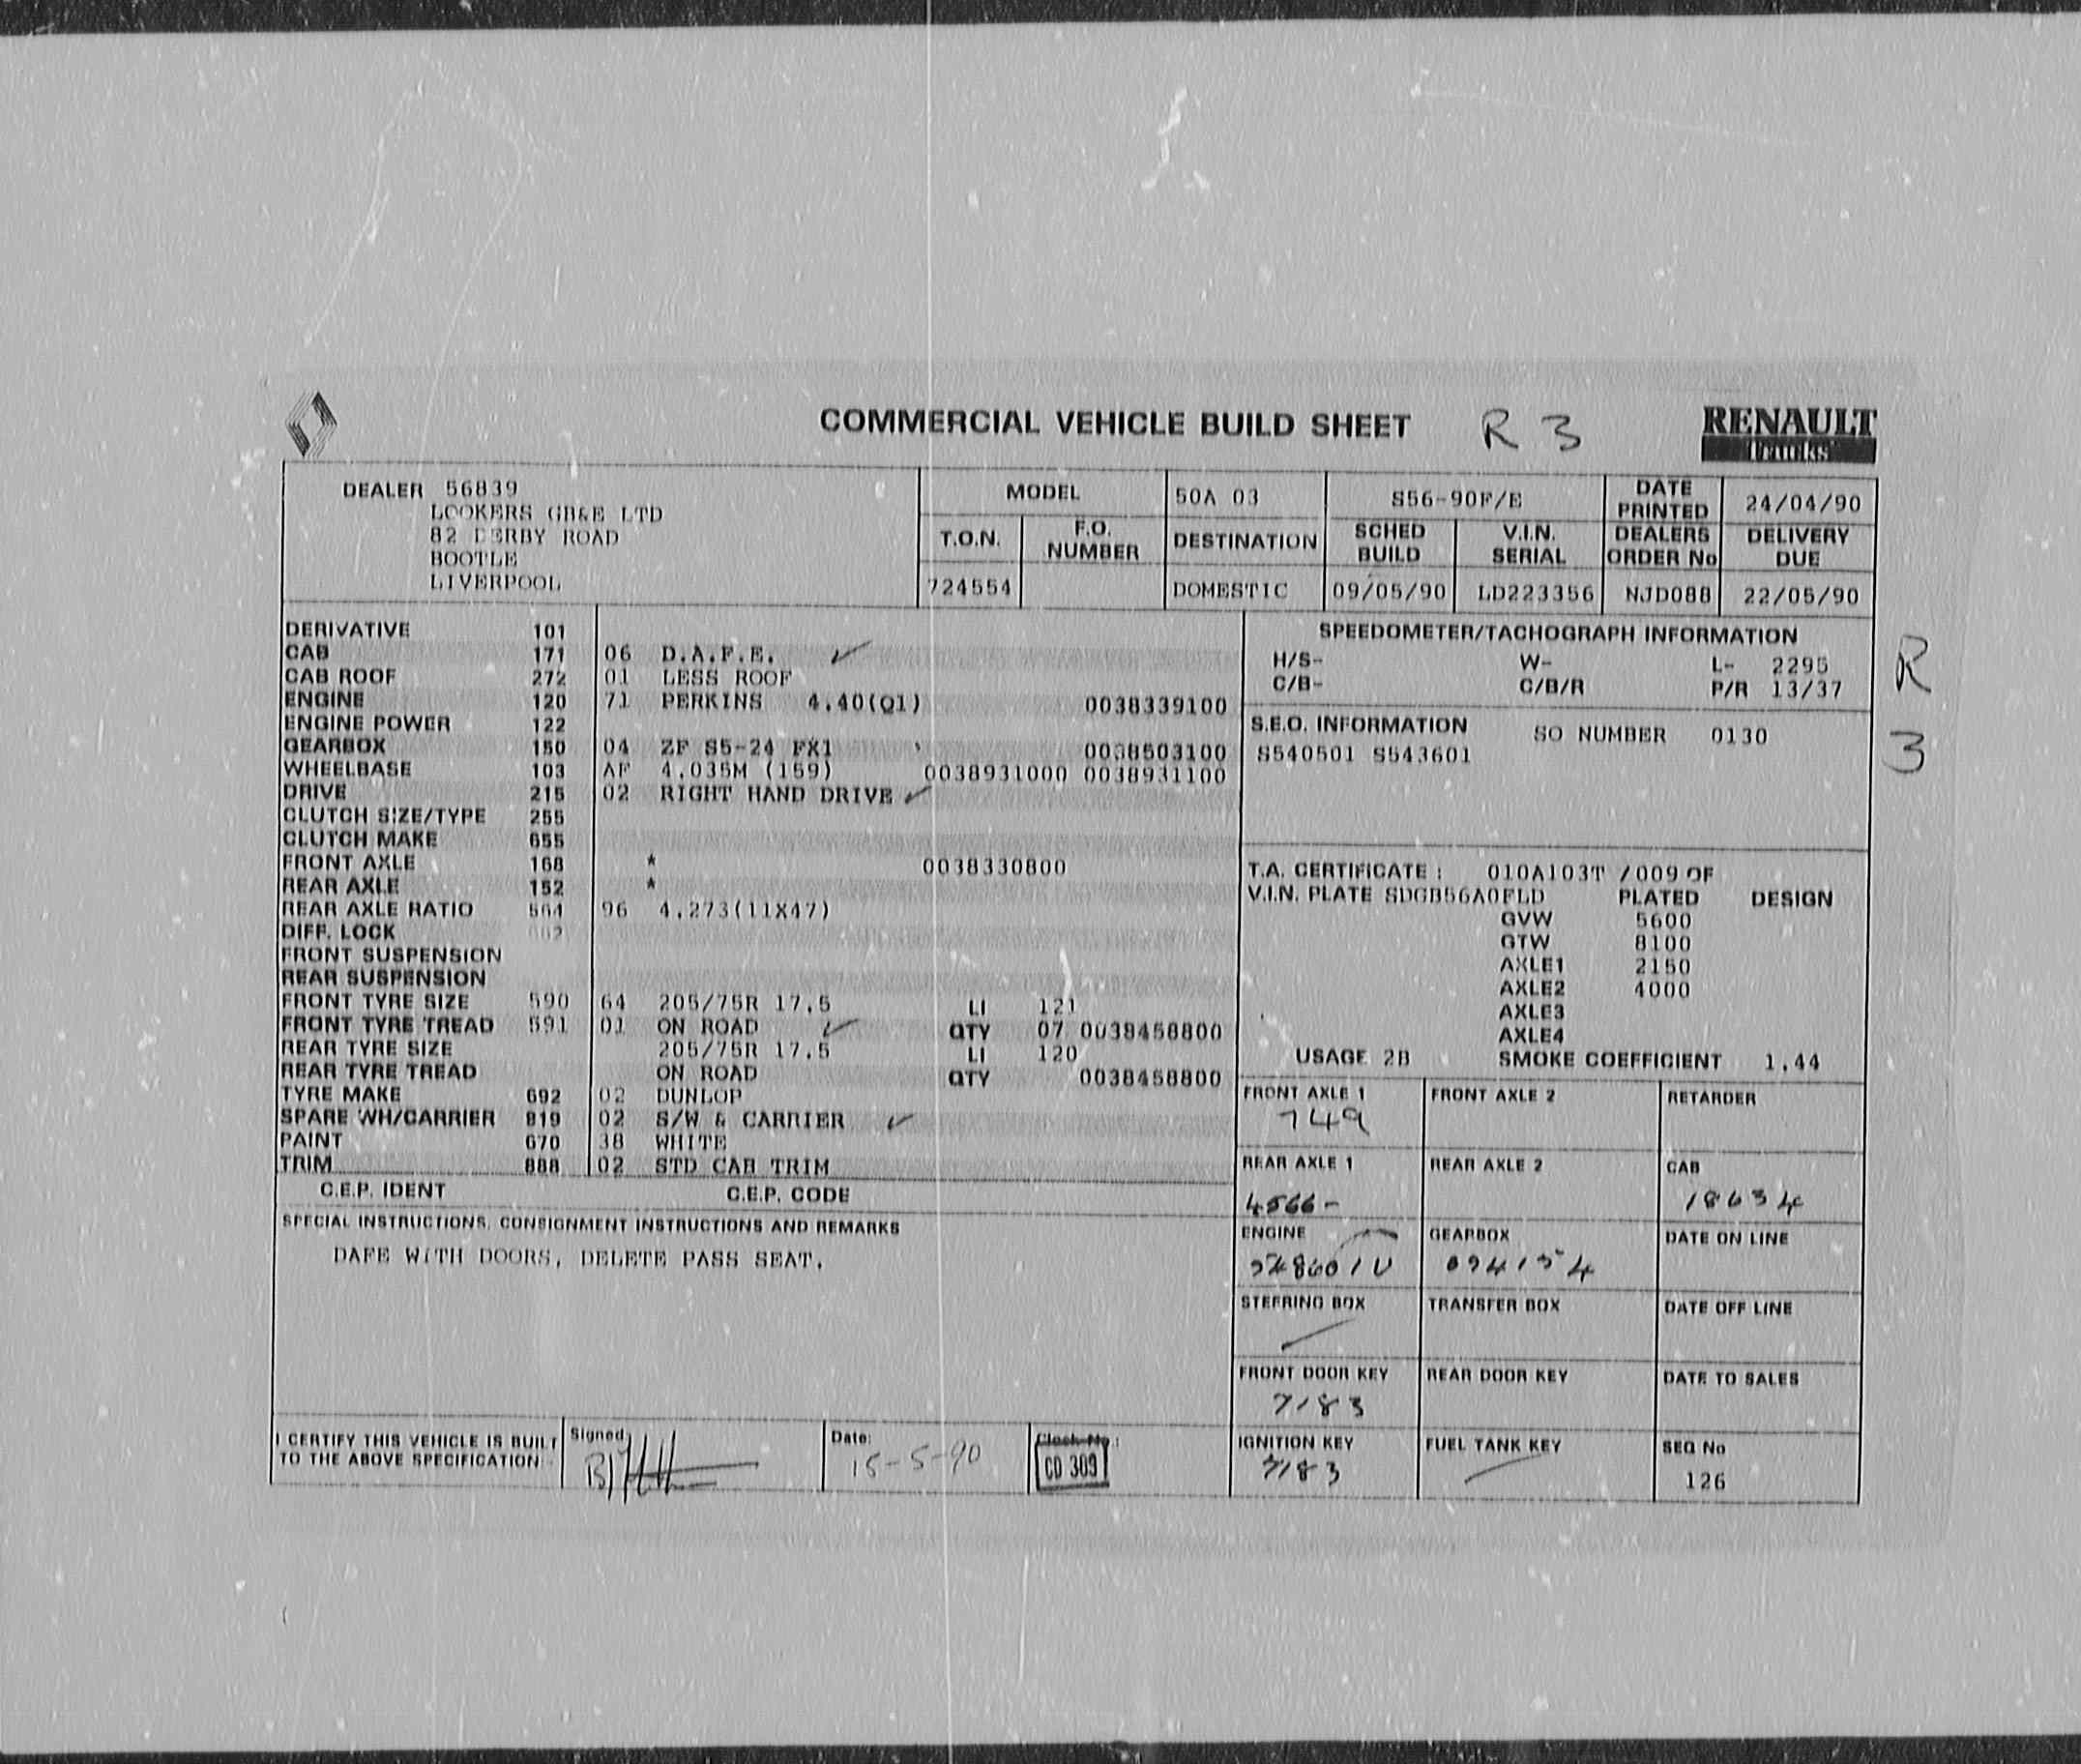 COMMERCIAL VEHICLE BUILD SHEET R 3
RENAULT
Trucks
DEALER 56839
LOOKERS GB&E LTD
82 DERBY ROAD
BOOTLE
LIVERPOOL
MODEL 50A 03 S56-90F/E DATE PRINTED 24/04/90
T.O.N. F.O. NUMBER DESTINATION SCHED BUILD V.I.N. SERIAL DEALERS ORDER No DELIVERY DUE
724554 DOMESTIC 09/05/90 LD223356 NJD088 22/05/90
DERIVATIVE 101
CAB 171 06 D.A.F.E.
CAB ROOF 272 01 LESS ROOF
ENGINE 120 71 PERKINS 4.40(Q1) 0038339100
ENGINE POWER 122
GEARBOX 150 04 ZF S5-24 FX1 0038503100
WHEELBASE 103 AF 4.035M (159) 0038931000 0038931100
DRIVE 215 02 RIGHT HAND DRIVE
CLUTCH SIZE/TYPE 255
CLUTCH MAKE 655
FRONT AXLE 168 * 0038330800
REAR AXLE 152 *
REAR AXLE RATIO 564 96 4.273(11X47)
DIFF. LOCK
FRONT SUSPENSION
REAR SUSPENSION
FRONT TYRE SIZE 590 64 205/75R 17.5 LI 121
FRONT TYRE TREAD 591 01 ON ROAD QTY 07 0038458800
REAR TYRE SIZE 205/75R 17.5 LI 120
REAR TYRE TREAD ON ROAD QTY 0038458800
TYRE MAKE 692 02 DUNLOP
SPARE WH/CARRIER 819 02 S/W & CARRIER
PAINT 670 38 WHITE
TRIM 888 02 STD CAB TRIM
C.E.P. IDENT C.E.P. CODE
SPECIAL INSTRUCTIONS, CONSIGNMENT INSTRUCTIONS AND REMARKS
DAFE WITH DOORS, DELETE PASS SEAT.
I CERTIFY THIS VEHICLE IS BUILT
TO THE ABOVE SPECIFICATION:-
Signed:
Date: 15-5-90
Clock No.:
CD 309
SPEEDOMETER/TACHOGRAPH INFORMATION
H/S- W- L- 2295
C/B- C/B/R P/R 13/37
R
3
S.E.O. INFORMATION SO NUMBER 0130
S540501 S543601
T.A. CERTIFICATE : 010A103T /009 OF
V.I.N. PLATE SDGB56A0FLD PLATED DESIGN
GVW 5600
GTW 8100
AXLE1 2150
AXLE2 4000
AXLE3
AXLE4
USAGE 2B SMOKE COEFFICIENT 1.44
FRONT AXLE 1 FRONT AXLE 2 RETARDER
749
REAR AXLE 1 REAR AXLE 2 CAB
4566- 18634
ENGINE GEARBOX DATE ON LINE
094154
STEERING BOX TRANSFER BOX DATE OFF LINE
FRONT DOOR KEY REAR DOOR KEY DATE TO SALES
7183
IGNITION KEY FUEL TANK KEY SEQ No
7183 126